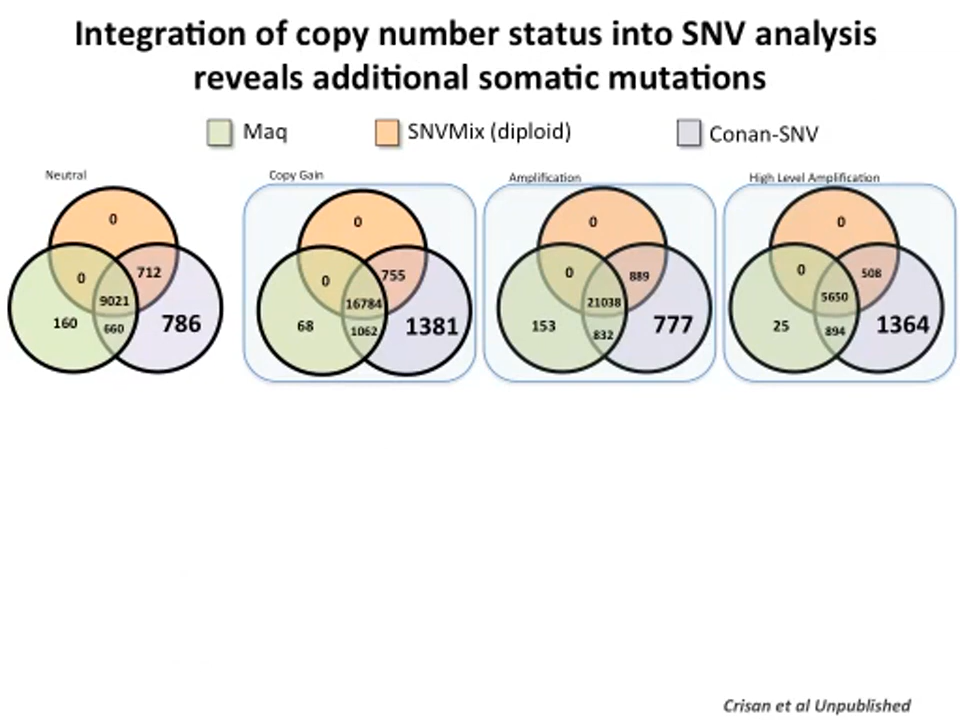 Integration of copy number status into SNV analysis
reveals additional somatic mutations
Maq
SNVMix (diploid)
Conan-SNV
Neutral
0
0
712
9021
160
660
786
Copy Gain
0
0
755
16784
68
1062
1381
Amplification
0
0
889
21038
153
832
777
High Level Amplification
0
0
508
5650
25
894
1364
Crisan et al Unpublished